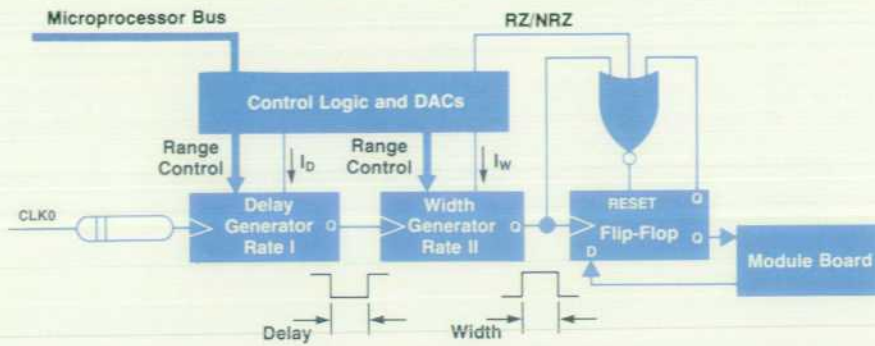 Microprocessor Bus
RZ/NRZ
Control Logic and DACs
Range
Control
I_D
Range
Control
I_W
CLK0
Delay
Generator
Rate I
Q
Width
Generator
Rate II
Q
RESET
Q
Flip-Flop
Q
D
Module Board
Delay
Width